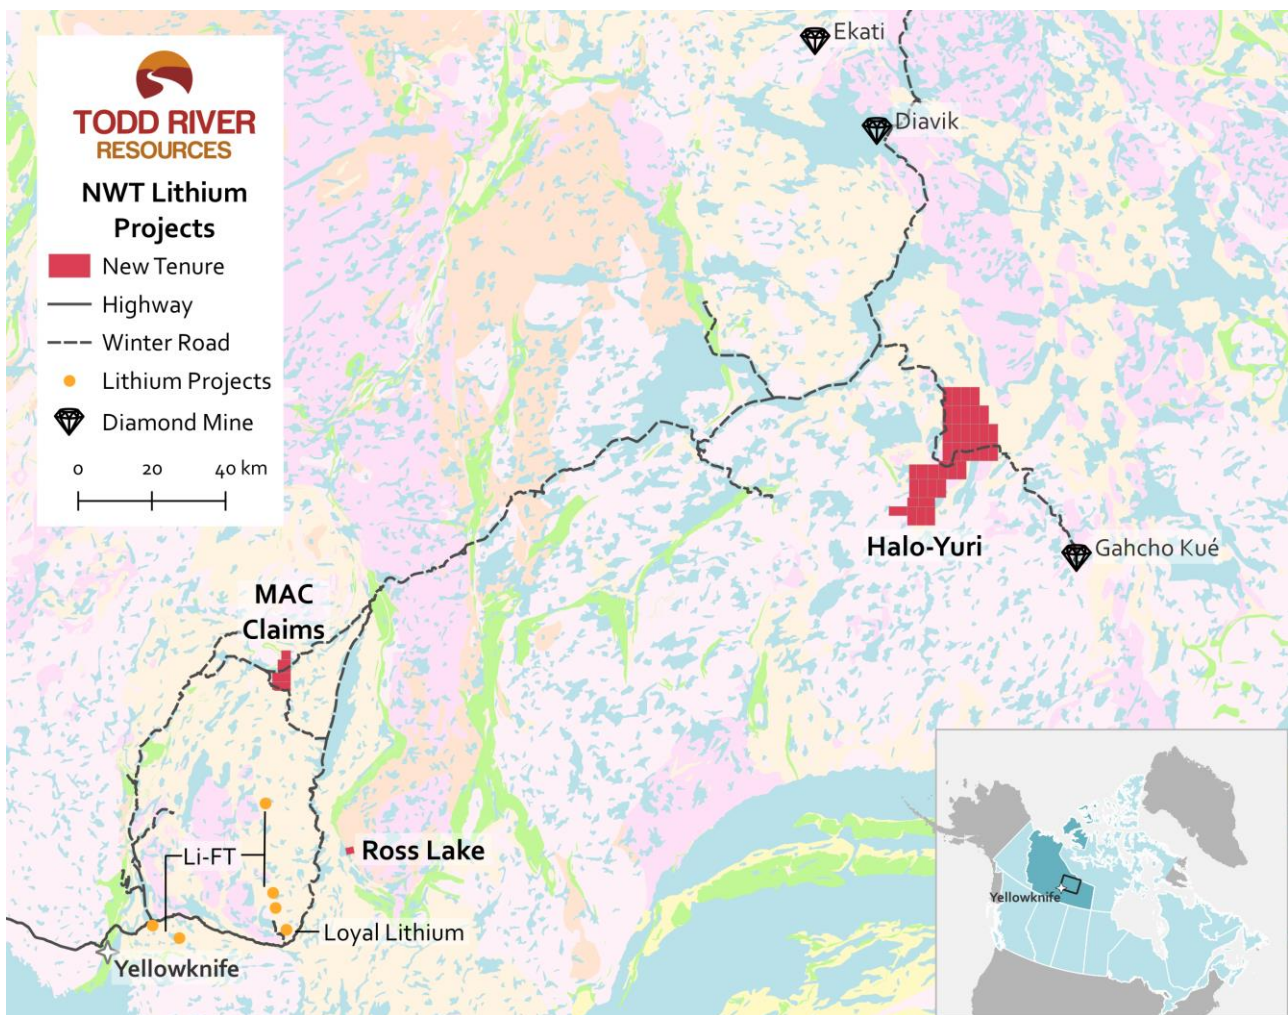 TODD RIVER
RESOURCES
NWT Lithium
Projects
New Tenure
Highway
Winter Road
Lithium Projects
Diamond Mine
0 20 40 km
Ekati
Diavik
Halo-Yuri
Gahcho Kué
MAC
Claims
Ross Lake
Li-FT
Loyal Lithium
Yellowknife
Yellowknife